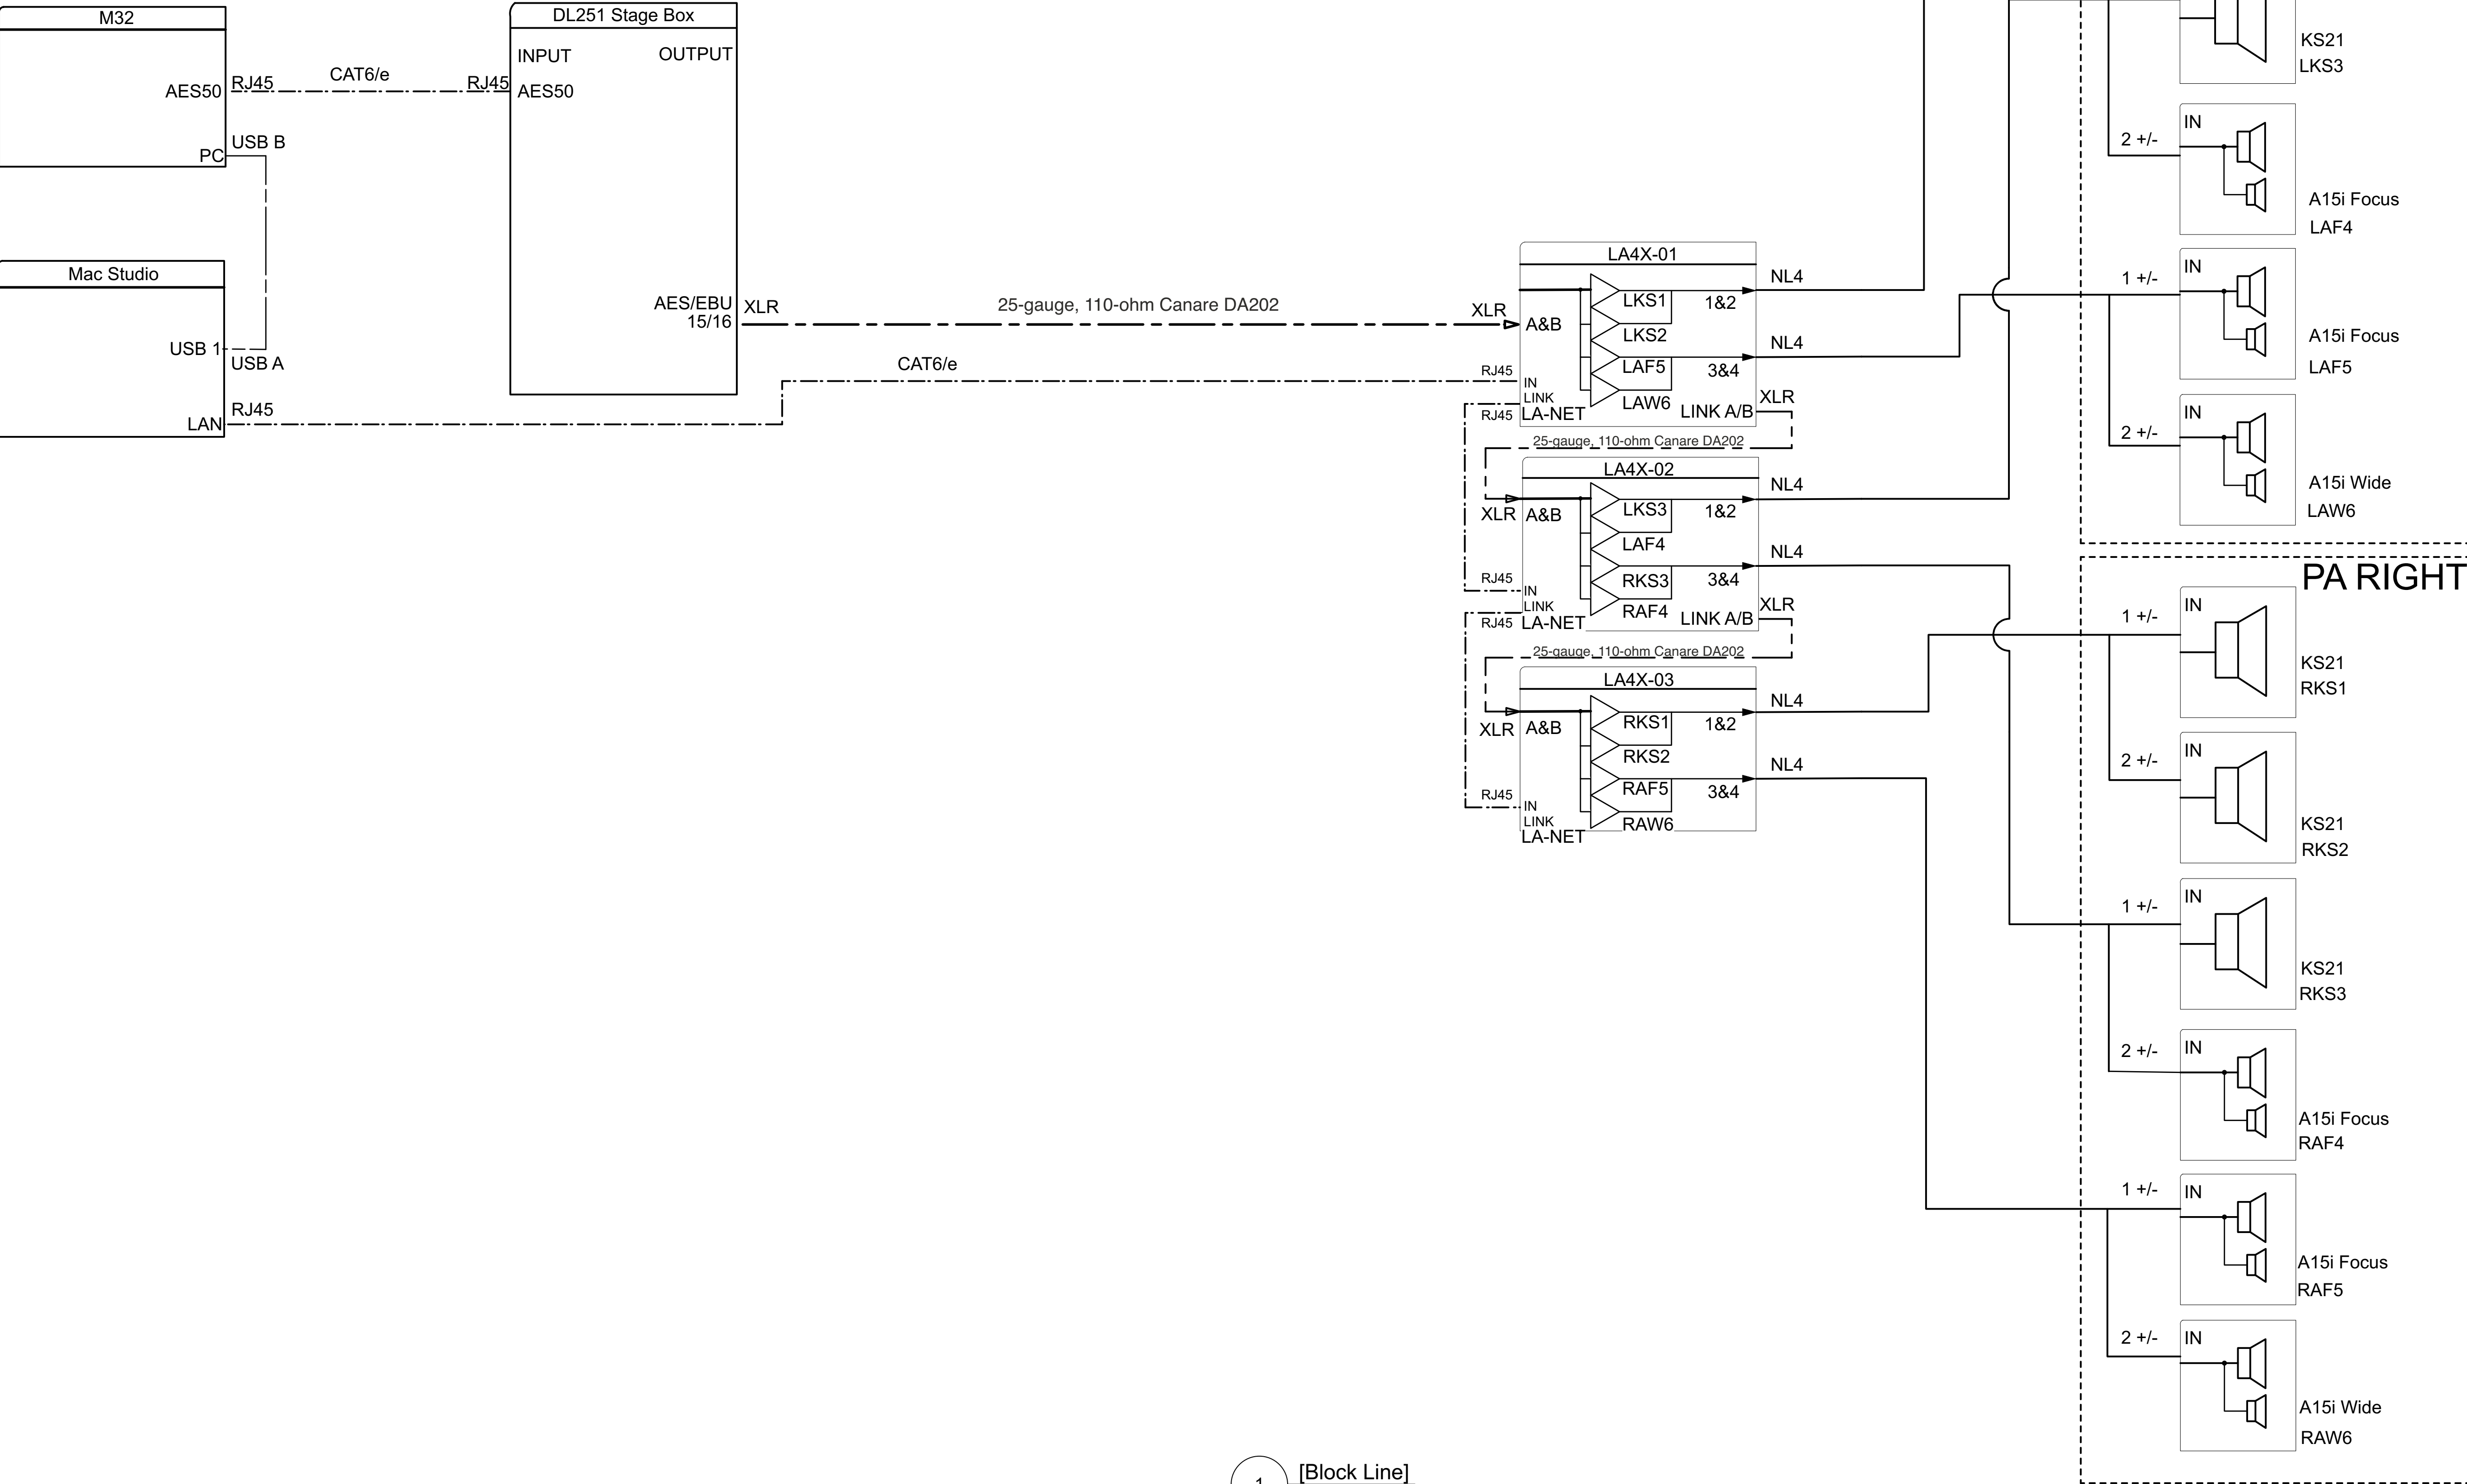 M32
AES50
RJ45
CAT6/e
RJ45
PC
USB B
DL251 Stage Box
INPUT
OUTPUT
AES50
AES/EBU
15/16
XLR
Mac Studio
USB 1
USB A
LAN
RJ45
25-gauge, 110-ohm Canare DA202
XLR
CAT6/e
RJ45
RJ45
LA4X-01
A&B
LKS1
LKS2
LAF5
LAW6
1&2
3&4
IN
LINK
LA-NET
LINK A/B
NL4
NL4
XLR
25-gauge, 110-ohm Canare DA202
LA4X-02
XLR
A&B
LKS3
LAF4
RKS3
RAF4
1&2
3&4
RJ45
IN
LINK
RJ45
LA-NET
LINK A/B
NL4
NL4
XLR
25-gauge, 110-ohm Canare DA202
LA4X-03
XLR
A&B
RKS1
RKS2
RAF5
RAW6
1&2
3&4
RJ45
IN
LINK
LA-NET
NL4
NL4
KS21
LKS3
2 +/-
IN
A15i Focus
LAF4
1 +/-
IN
A15i Focus
LAF5
2 +/-
IN
A15i Wide
LAW6
PA RIGHT
1 +/-
IN
KS21
RKS1
2 +/-
IN
KS21
RKS2
1 +/-
IN
KS21
RKS3
2 +/-
IN
A15i Focus
RAF4
1 +/-
IN
A15i Focus
RAF5
2 +/-
IN
A15i Wide
RAW6
[Block Line]